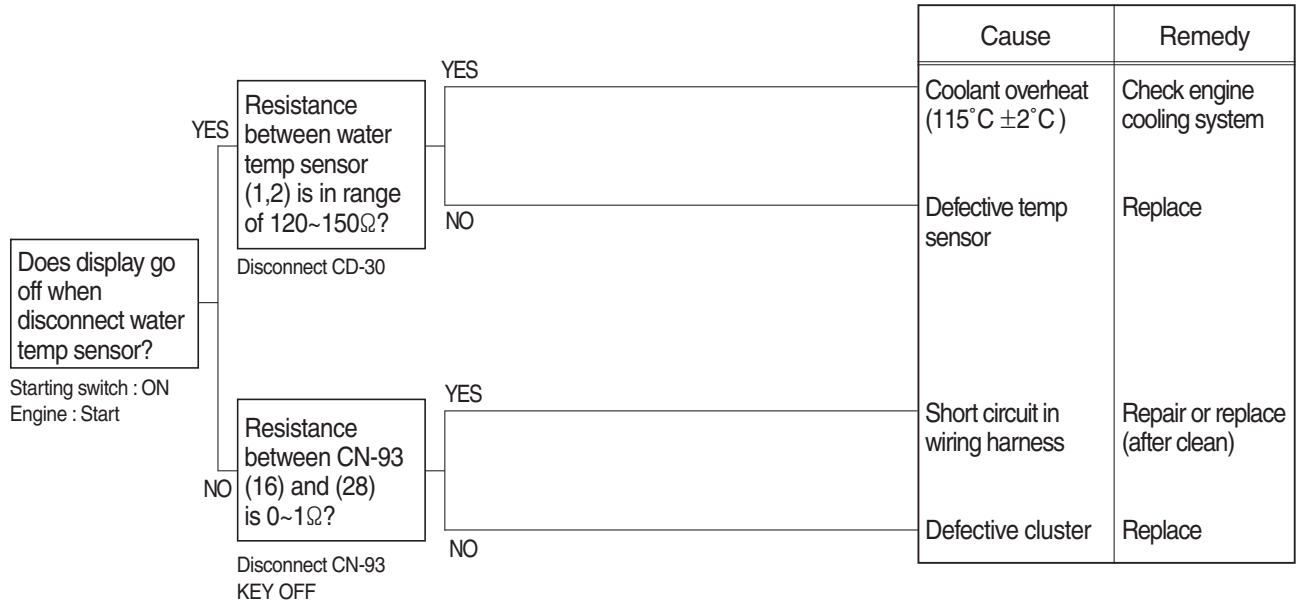 Does display go
off when
disconnect water
temp sensor?
Starting switch : ON
Engine : Start
YES
Resistance
between water
temp sensor
(1,2) is in range
of 120~150Ω?
Disconnect CD-30
NO
Resistance
between CN-93
(16) and (28)
is 0~1Ω?
Disconnect CN-93
KEY OFF
YES
NO
YES
NO
Cause
Remedy
Coolant overheat
(115˚C ±2˚C )
Check engine
cooling system
Defective temp
sensor
Replace
Short circuit in
wiring harness
Repair or replace
(after clean)
Defective cluster
Replace